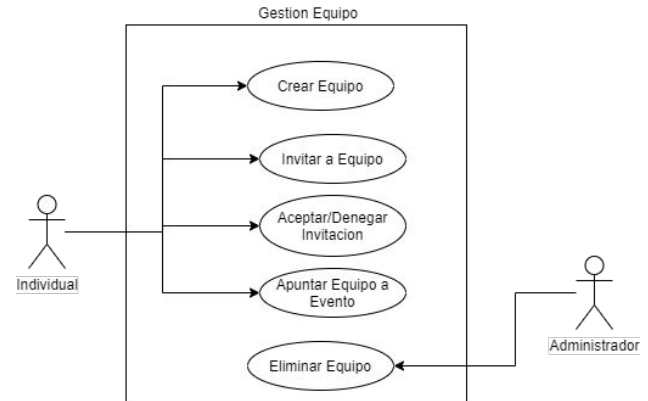 Gestion Equipo
Crear Equipo
Invitar a Equipo
Aceptar/Denegar
Invitacion
Individual
Apuntar Equipo a
Evento
Administrador
Eliminar Equipo